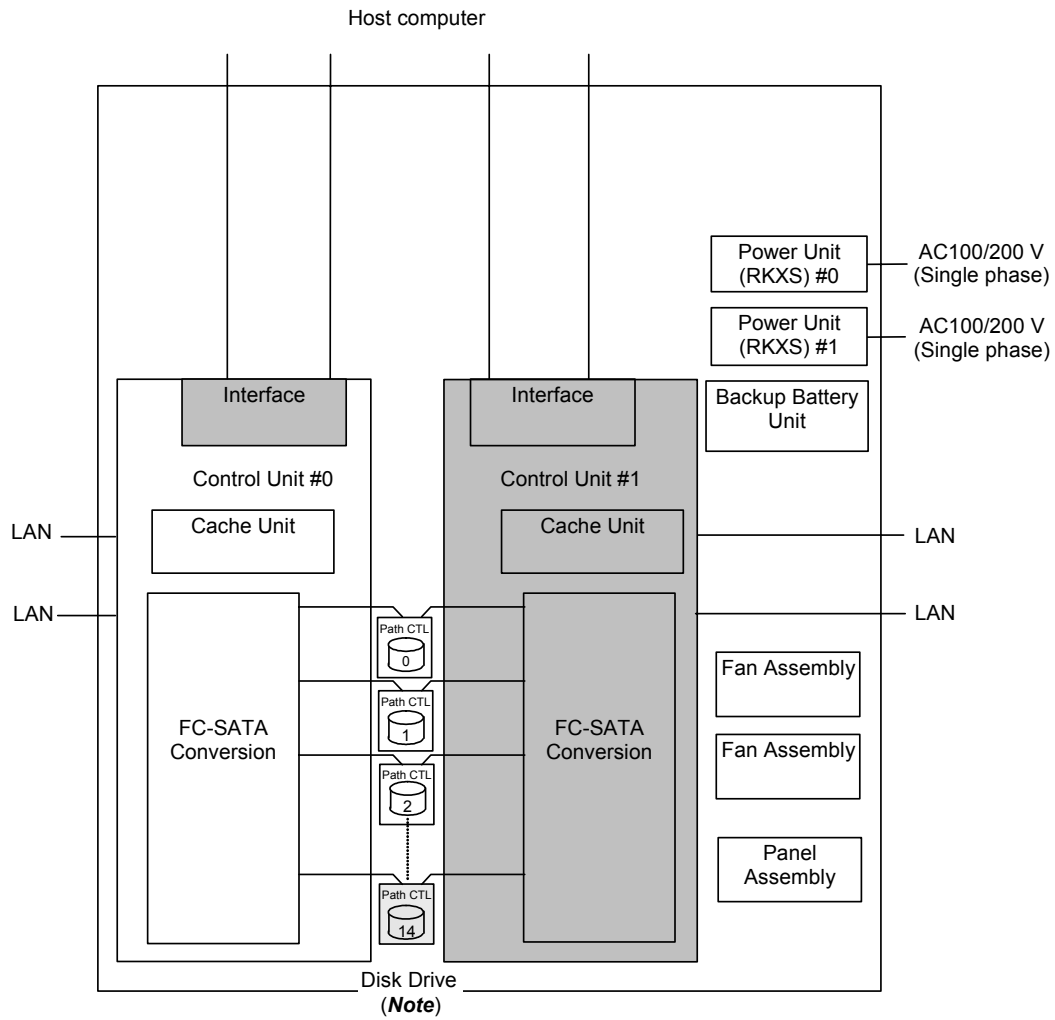 Host computer
Power Unit
(RKXS) #0
AC100/200 V
(Single phase)
Power Unit
(RKXS) #1
AC100/200 V
(Single phase)
Interface
Interface
Backup Battery
Unit
Control Unit #0
Control Unit #1
LAN
Cache Unit
Cache Unit
LAN
LAN
LAN
Path CTL
0
Fan Assembly
Path CTL
1
FC-SATA
Conversion
FC-SATA
Conversion
Fan Assembly
Path CTL
2
Panel
Assembly
Path CTL
14
Disk Drive
(Note)